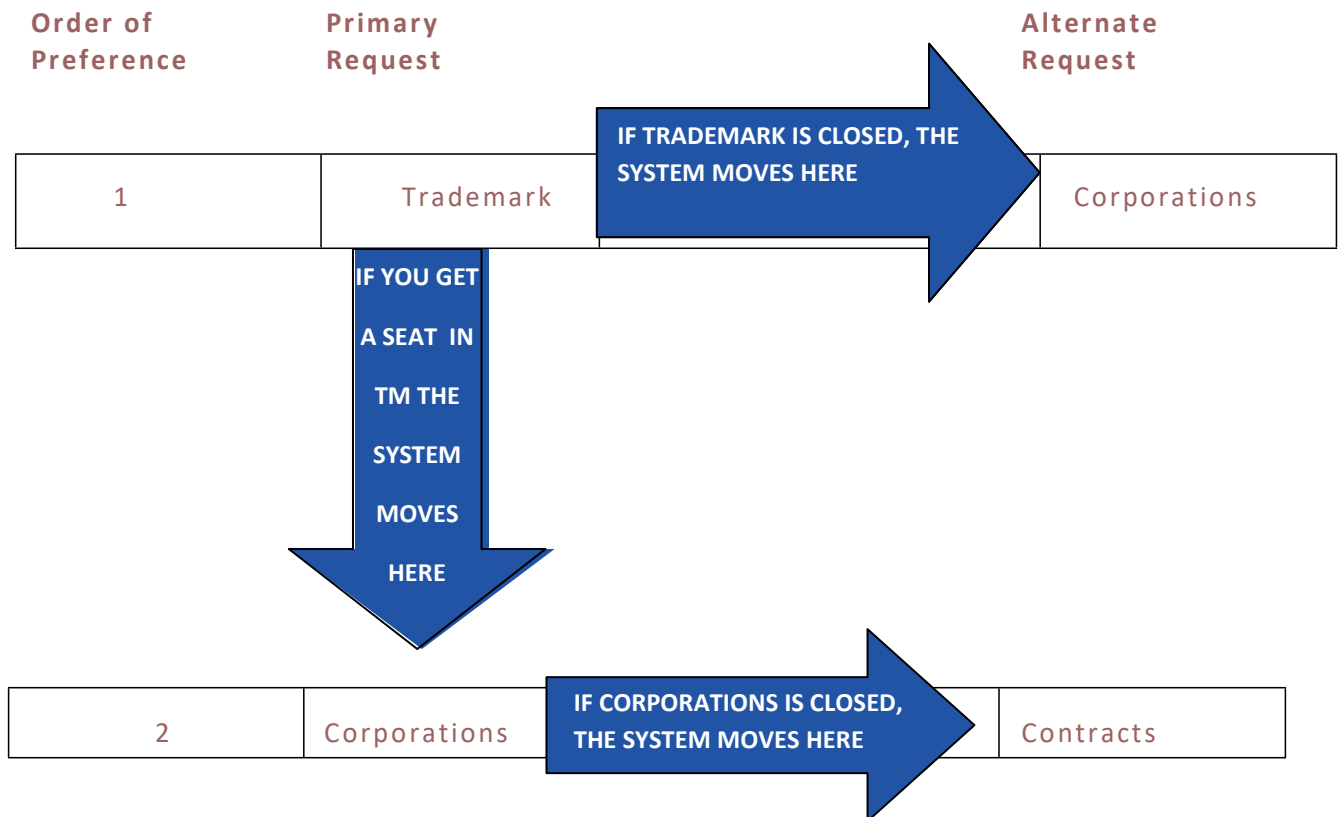 Order of
Preference
Primary
Request
Alternate
Request
1
Trademark
IF TRADEMARK IS CLOSED, THE
SYSTEM MOVES HERE
Corporations
IF YOU GET
A SEAT IN
TM THE
SYSTEM
MOVES
HERE
2
Corporations
IF CORPORATIONS IS CLOSED,
THE SYSTEM MOVES HERE
Contracts